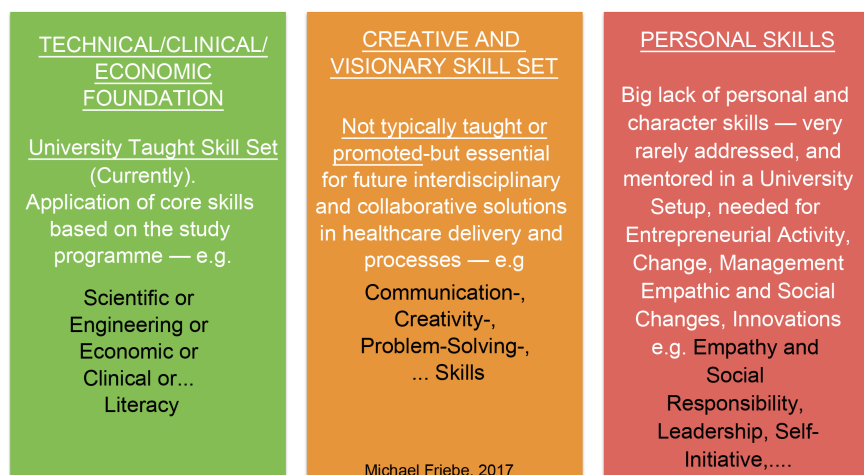 TECHNICAL/CLINICAL/
ECONOMIC
FOUNDATION
University Taught Skill Set
(Currently).
Application of core skills
based on the study
programme — e.g.
Scientific or
Engineering or
Economic or
Clinical or...
Literacy
CREATIVE AND
VISIONARY SKILL SET
Not typically taught or
promoted-but essential
for future interdisciplinary
and collaborative solutions
in healthcare delivery and
processes — e.g
Communication-,
Creativity-,
Problem-Solving-,
... Skills
Michael Friebe, 2017
PERSONAL SKILLS
Big lack of personal and
character skills — very
rarely addressed, and
mentored in a University
Setup, needed for
Entrepreneurial Activity,
Change, Management
Empathic and Social
Changes, Innovations
e.g. Empathy and
Social
Responsibility,
Leadership, Self-
Initiative,....